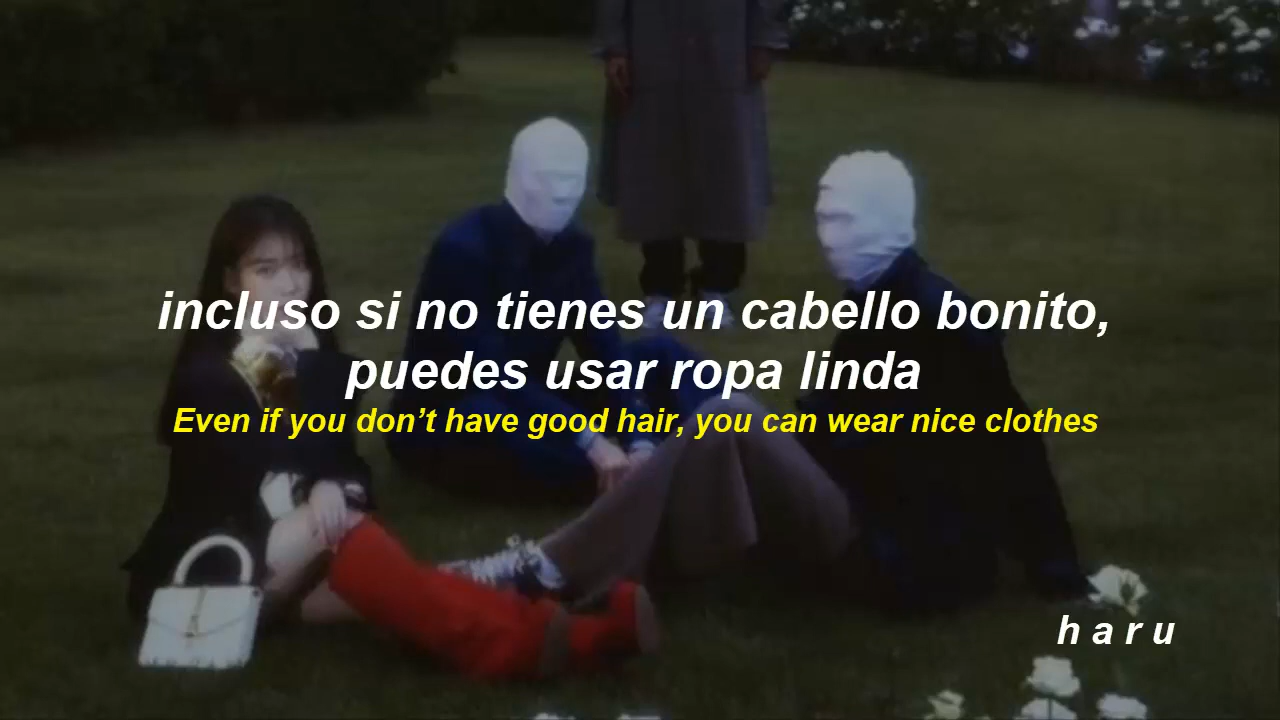 incluso si no tienes un cabello bonito,
puedes usar ropa linda
Even if you don’t have good hair, you can wear nice clothes
h a r u